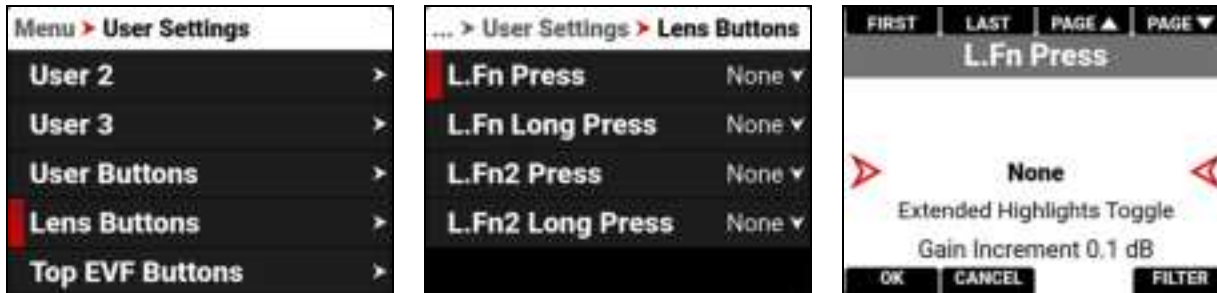 Menu > User Settings
User 2 >
User 3 >
User Buttons >
Lens Buttons >
Top EVF Buttons >
... > User Settings > Lens Buttons
L.Fn Press None
L.Fn Long Press None
L.Fn2 Press None
L.Fn2 Long Press None
FIRST LAST PAGE ▲ PAGE ▼
L.Fn Press
None
Extended Highlights Toggle
Gain Increment 0.1 dB
OK CANCEL FILTER